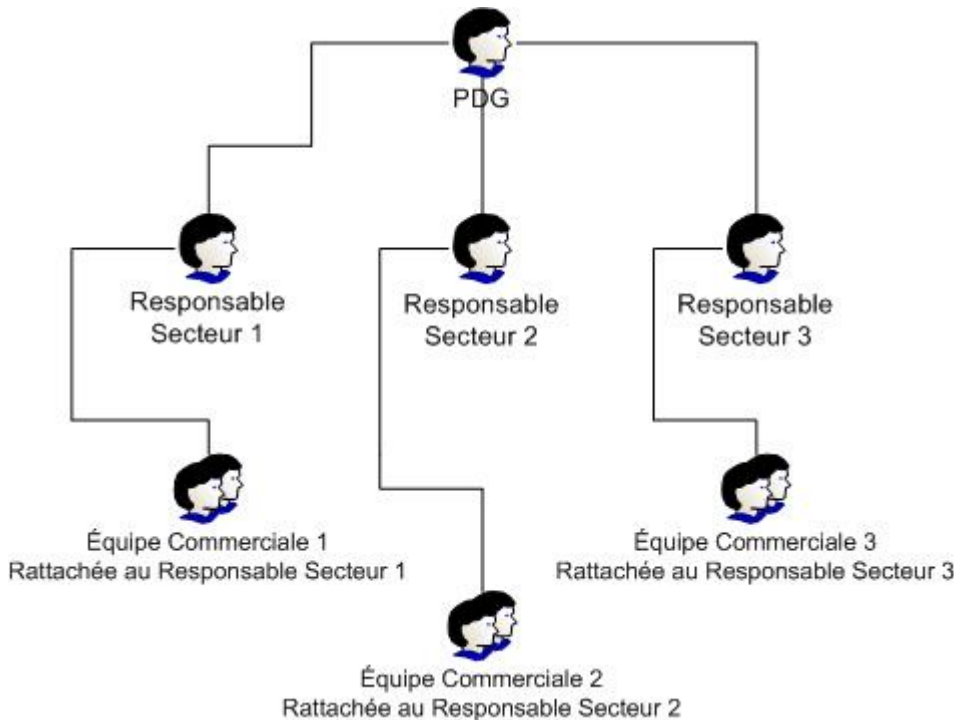 PDG
Responsable
Secteur 1
Responsable
Secteur 2
Responsable
Secteur 3
Équipe Commerciale 1
Rattachée au Responsable Secteur 1
Équipe Commerciale 3
Rattachée au Responsable Secteur 3
Équipe Commerciale 2
Rattachée au Responsable Secteur 2